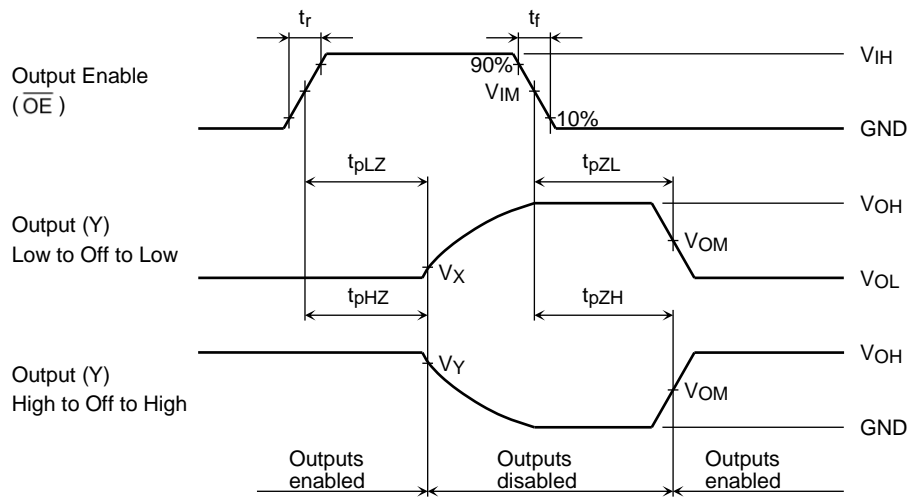 tr
tf
Output Enable
( OE )
90%
VIM
10%
VIH
GND
tpLZ
tpZL
Output (Y)
Low to Off to Low
VX
VOM
VOH
VOL
tpHZ
tpZH
Output (Y)
High to Off to High
VY
VOM
VOH
GND
Outputs
enabled
Outputs
disabled
Outputs
enabled